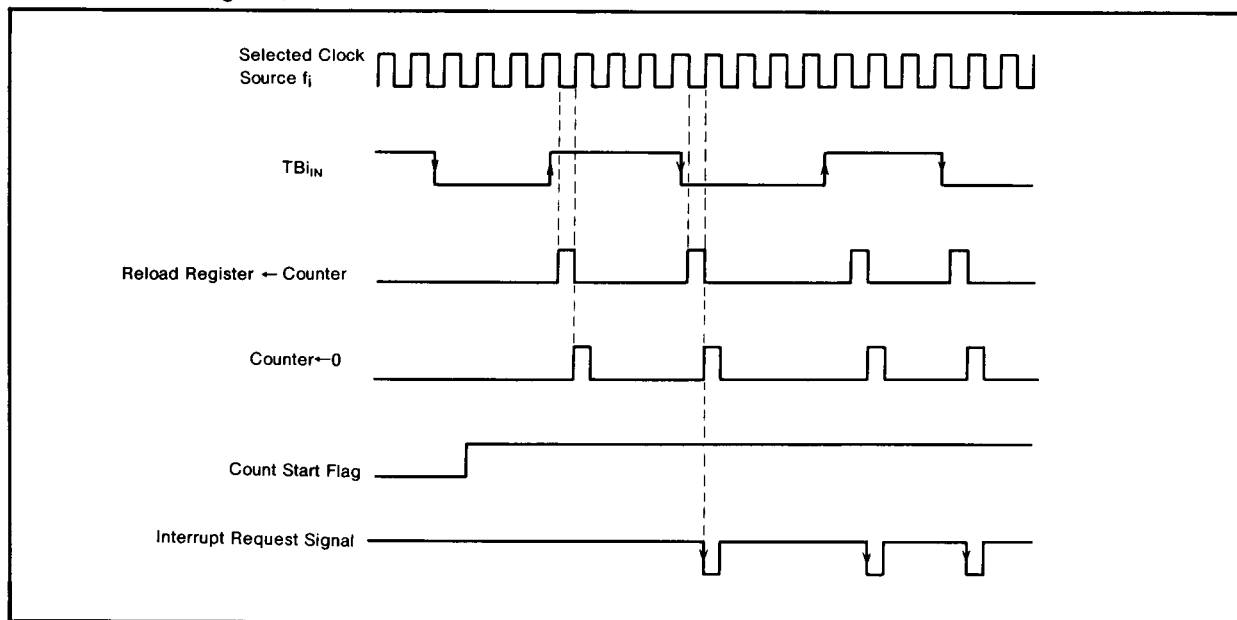 Selected Clock
Source fi
TBiIN
Reload Register ← Counter
Counter←0
Count Start Flag
Interrupt Request Signal